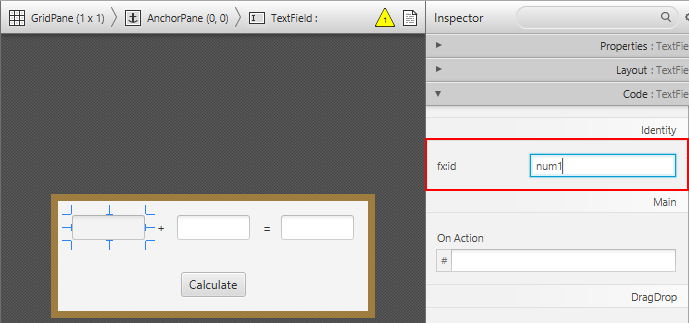 GridPane (1 x 1) AnchorPane (0, 0) TextField :
1
Inspector
Properties : TextFie
Layout : TextFie
Code : TextFie
Identity
fx:id num1
Main
On Action
#
DragDrop
+ =
Calculate